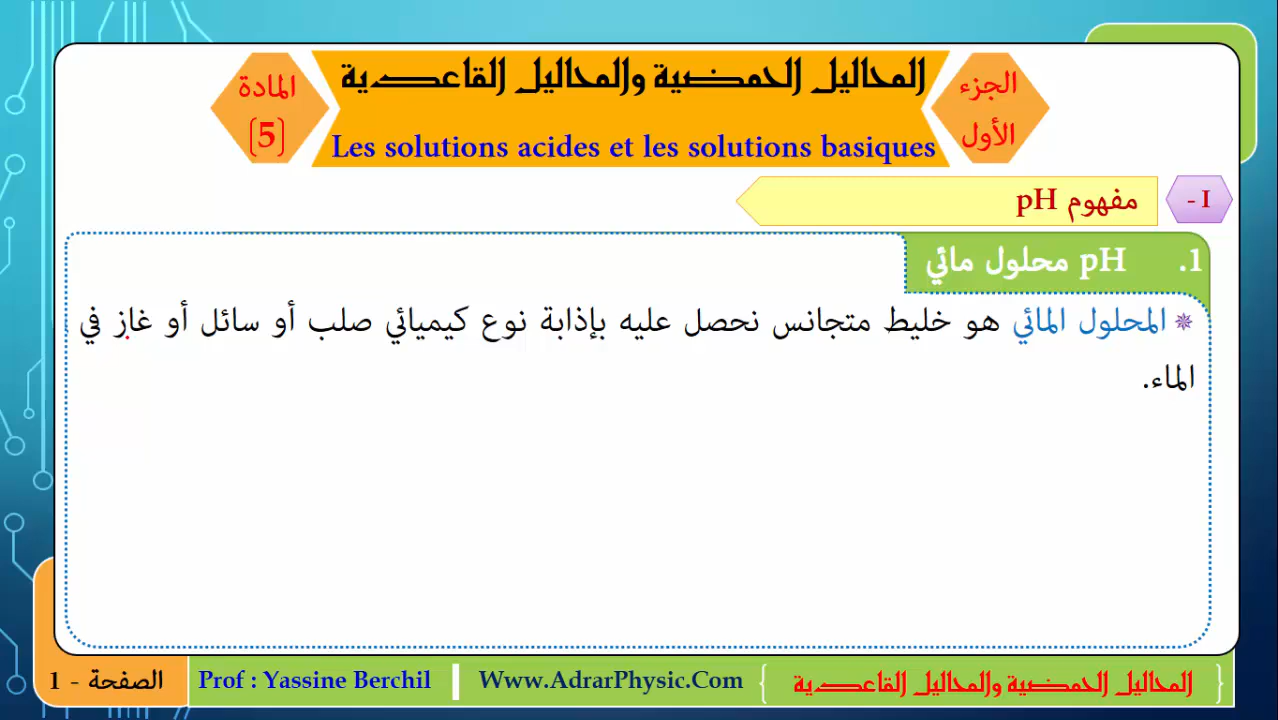 الجزء
الأول
المحاليل الحمضية والمحاليل القاعدية
Les solutions acides et les solutions basiques
المادة
(5)
I -
مفهوم pH
1. pH محلول مائي
المحلول المائي هو خليط متجانس نحصل عليه بإذابة نوع كيميائي صلب أو سائل أو غاز في
الماء.
{ المحاليل الحمضية والمحاليل القاعدية }
Www.AdrarPhysic.Com
Prof : Yassine Berchil
الصفحة - 1